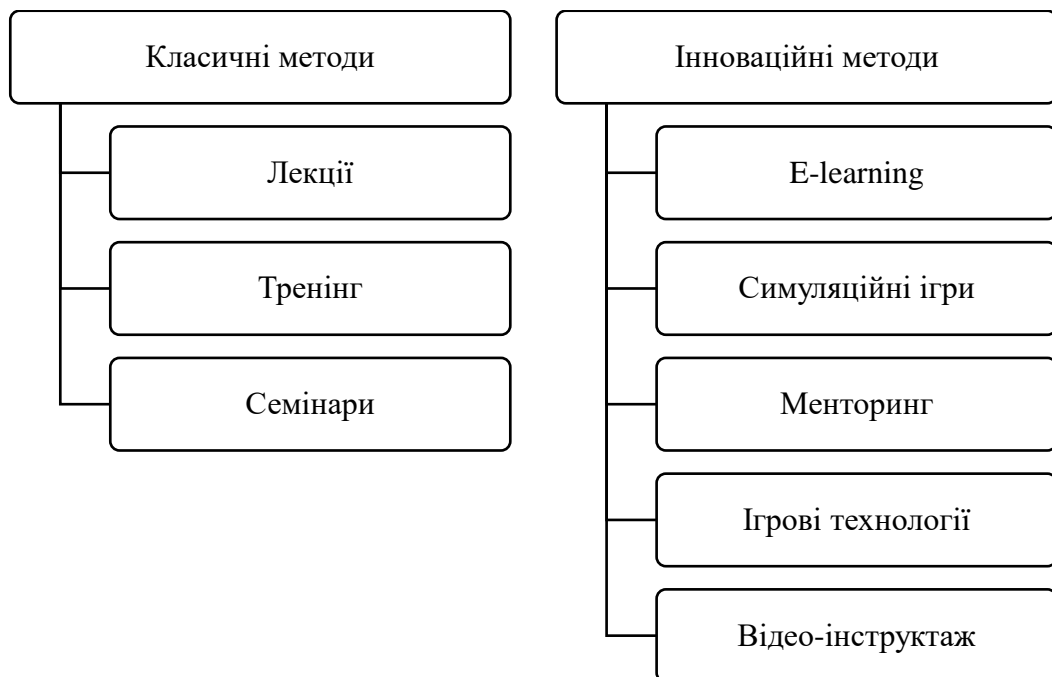 Класичні методи
Лекції
Тренінг
Семінари
Інноваційні методи
E-learning
Симуляційні ігри
Менторинг
Ігрові технології
Відео-інструктаж